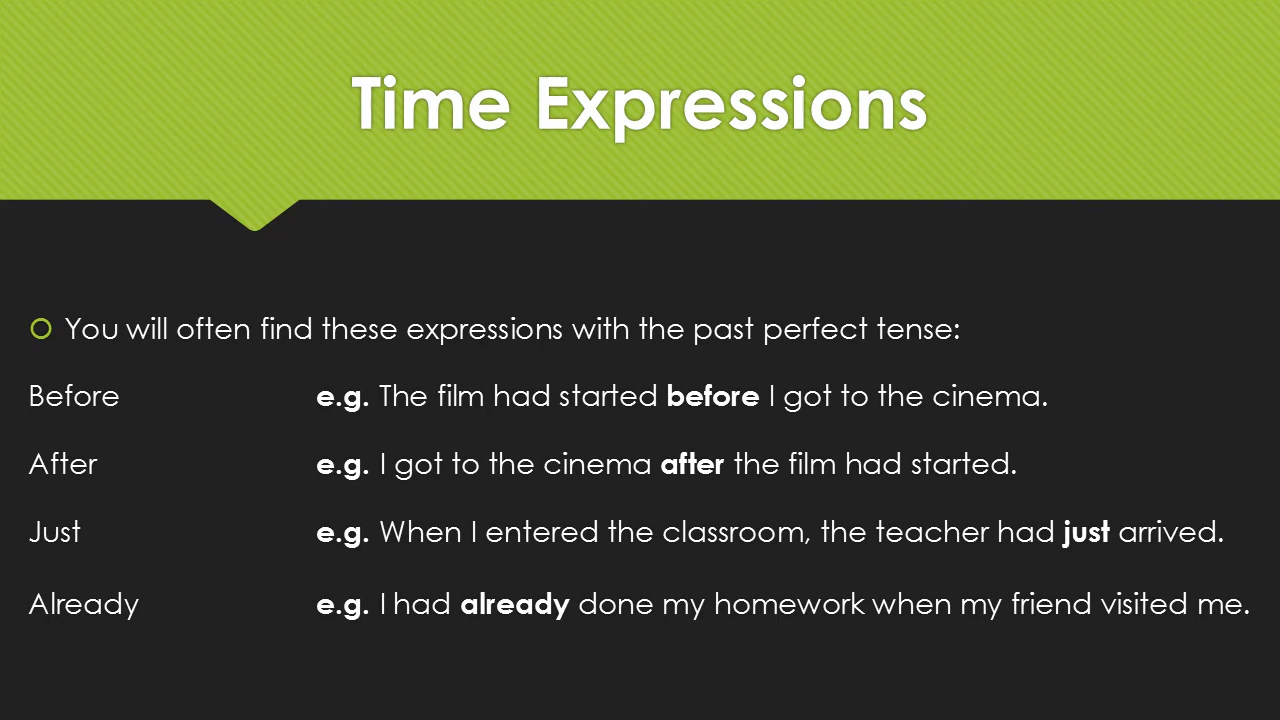 Time Expressions
You will often find these expressions with the past perfect tense:
Before e.g. The film had started before I got to the cinema.
After e.g. I got to the cinema after the film had started.
Just e.g. When I entered the classroom, the teacher had just arrived.
Already e.g. I had already done my homework when my friend visited me.